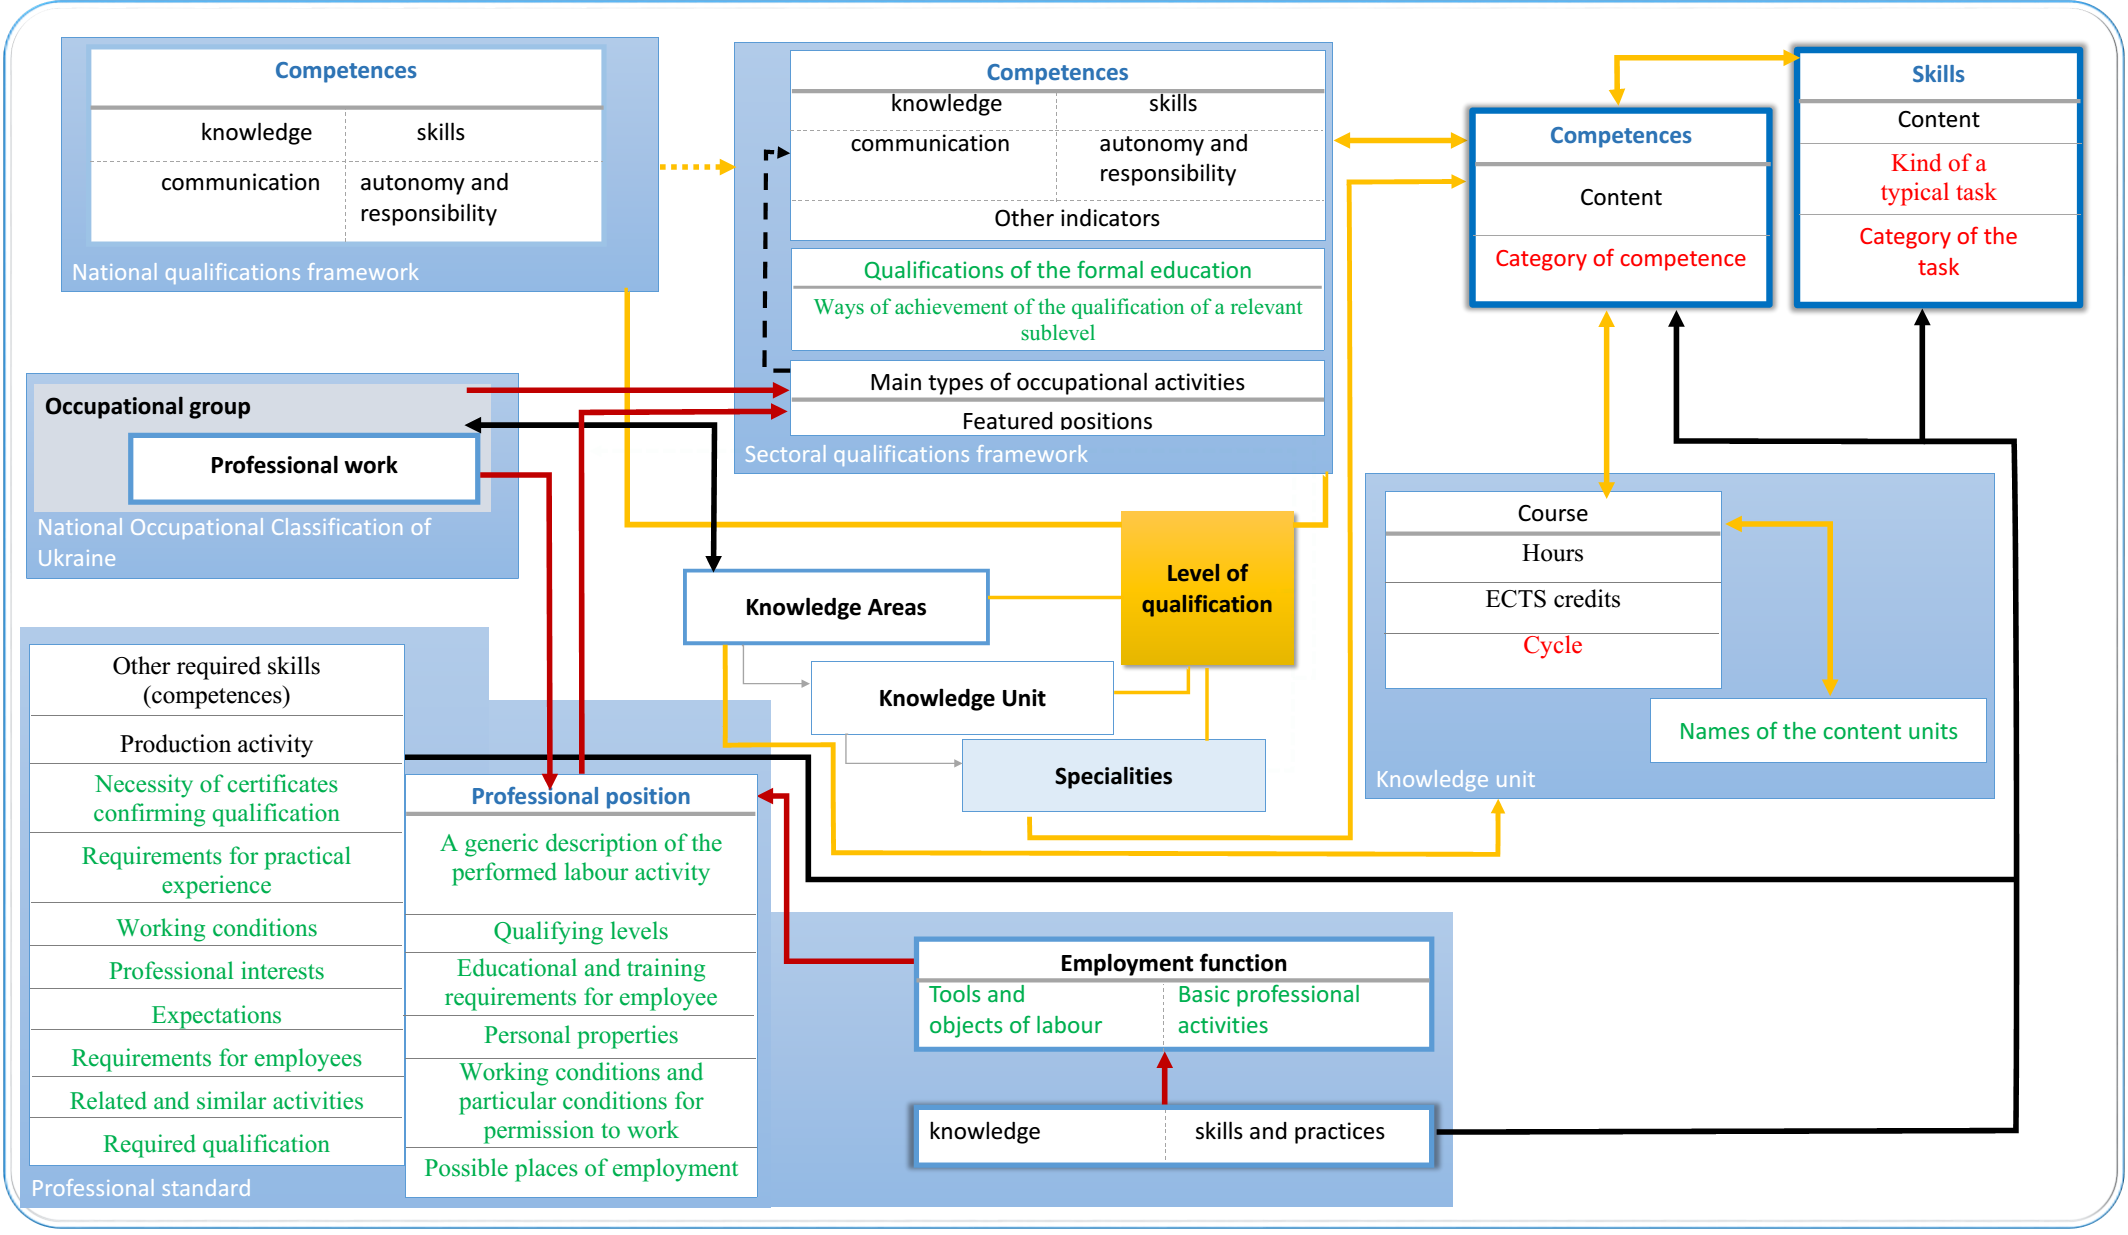 Competences
knowledge
skills
communication
autonomy and
responsibility
National qualifications framework
Competences
knowledge
skills
communication
autonomy and
responsibility
Other indicators
Qualifications of the formal education
Ways of achievement of the qualification of a relevant
sublevel
Main types of occupational activities
Featured positions
Sectoral qualifications framework
Competences
Content
Category of competence
Skills
Content
Kind of a
typical task
Category of the
task
Occupational group
Professional work
National Occupational Classification of
Ukraine
Level of
qualification
Knowledge Areas
Knowledge Unit
Specialities
Course
Hours
ECTS credits
Cycle
Names of the content units
Knowledge unit
Other required skills
(competences)
Production activity
Necessity of certificates
confirming qualification
Requirements for practical
experience
Working conditions
Professional interests
Expectations
Requirements for employees
Related and similar activities
Required qualification
Professional standard
Professional position
A generic description of the
performed labour activity
Qualifying levels
Educational and training
requirements for employee
Personal properties
Working conditions and
particular conditions for
permission to work
Possible places of employment
Employment function
Tools and
objects of labour
Basic professional
activities
knowledge
skills and practices